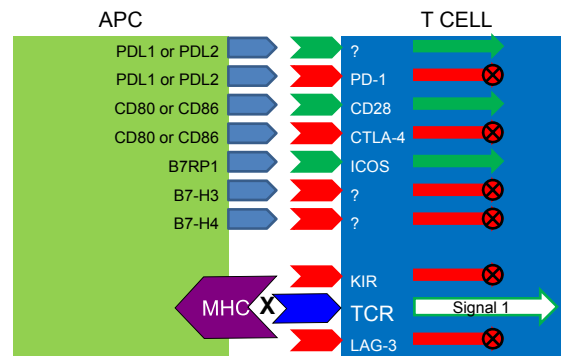 APC T CELL
PDL1 or PDL2 ?
PDL1 or PDL2 PD-1
CD80 or CD86 CD28
CD80 or CD86 CTLA-4
B7RP1 ICOS
B7-H3 ?
B7-H4 ?
KIR
MHC X TCR Signal 1
LAG-3